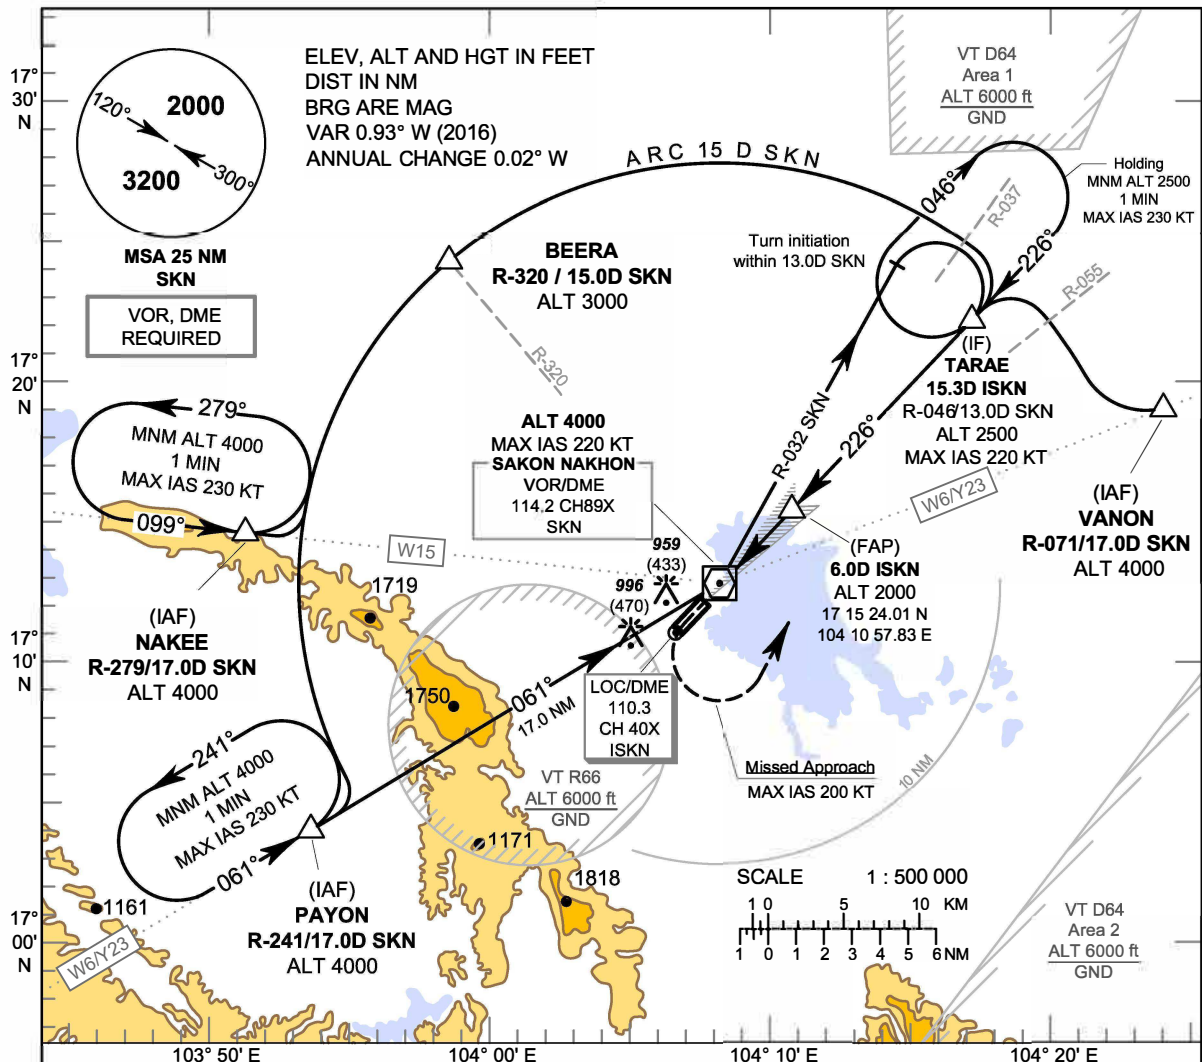 ELEV, ALT AND HGT IN FEET
DIST IN NM
BRG ARE MAG
VAR 0.93° W (2016)
ANNUAL CHANGE 0.02° W
17°
30'
N
120°
2000
3200
300°
MSA 25 NM
SKN
VOR, DME
REQUIRED
ARC 15 D SKN
VT D64
Area 1
ALT 6000 ft
GND
Holding
MNM ALT 2500
1 MIN
MAX IAS 230 KT
046°
R-037
226°
R-055
Turn initiation
within 13.0D SKN
BEERA
R-320 / 15.0D SKN
ALT 3000
R-320
17°
20'
N
(IF)
TARAE
15.3D ISKN
R-046/13.0D SKN
ALT 2500
MAX IAS 220 KT
R-032 SKN
226°
279°
MNM ALT 4000
1 MIN
MAX IAS 230 KT
099°
ALT 4000
MAX IAS 220 KT
SAKON NAKHON
VOR/DME
114.2 CH89X
SKN
W6/Y23
(IAF)
VANON
R-071/17.0D SKN
ALT 4000
W15
959
(433)
996
(470)
(FAP)
6.0D ISKN
ALT 2000
17 15 24.01 N
104 10 57.83 E
(IAF)
NAKEE
R-279/17.0D SKN
ALT 4000
1719
17°
10'
N
1750
061°
17.0 NM
LOC/DME
110.3
CH 40X
ISKN
Missed Approach
MAX IAS 200 KT
10 NM
241°
MNM ALT 4000
1 MIN
MAX IAS 230 KT
061°
VT R66
ALT 6000 ft
GND
1171
1818
1161
(IAF)
PAYON
R-241/17.0D SKN
ALT 4000
W6/Y23
17°
00'
N
SCALE 1 : 500 000
1 0 5 10 KM
1 0 1 2 3 4 5 6 NM
VT D64
Area 2
ALT 6000 ft
GND
103° 50' E
104° 00' E
104° 10' E
104° 20' E